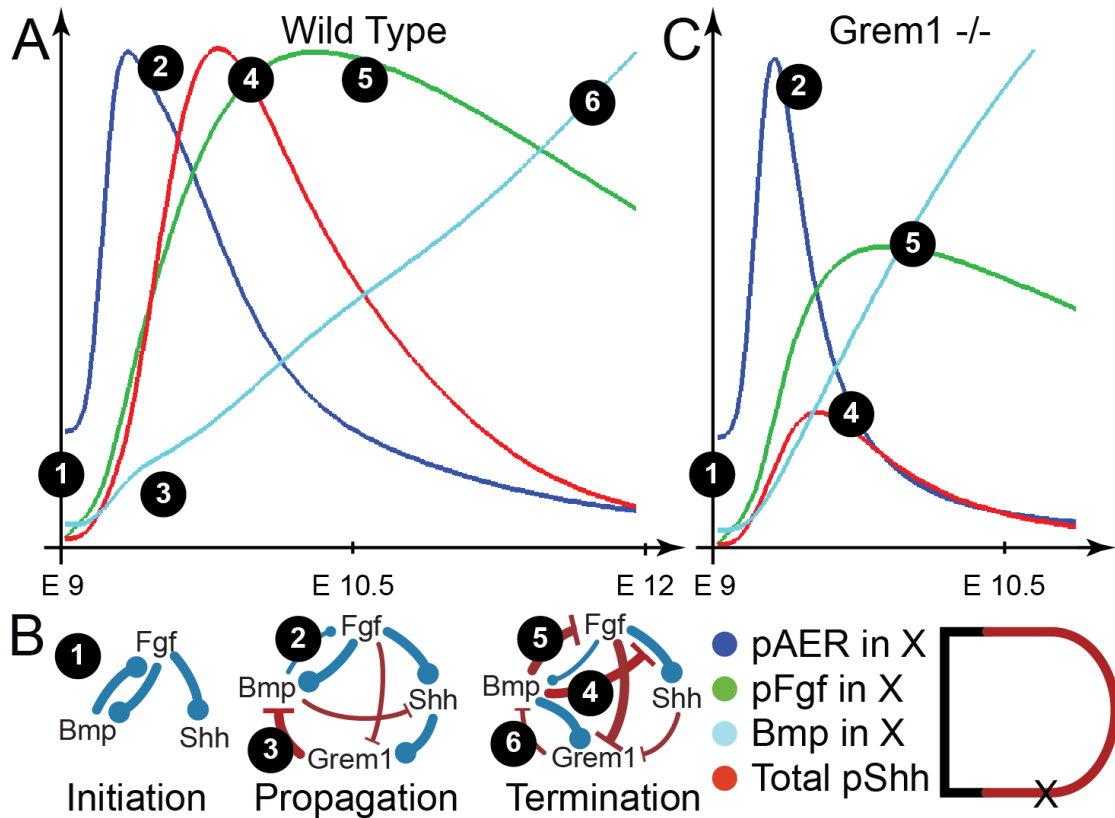 A
Wild Type
2
4
5
6
1
3
E 9
E 10.5
E 12
C
Grem1 -/-
2
5
4
1
E 9
E 10.5
B
1
Fgf
Bmp
Shh
Initiation
2
Fgf
Bmp
Shh
3
Grem1
Propagation
5
Fgf
Bmp
4
Shh
6
Grem1
Termination
pAER in X
pFgf in X
Bmp in X
Total pShh
X